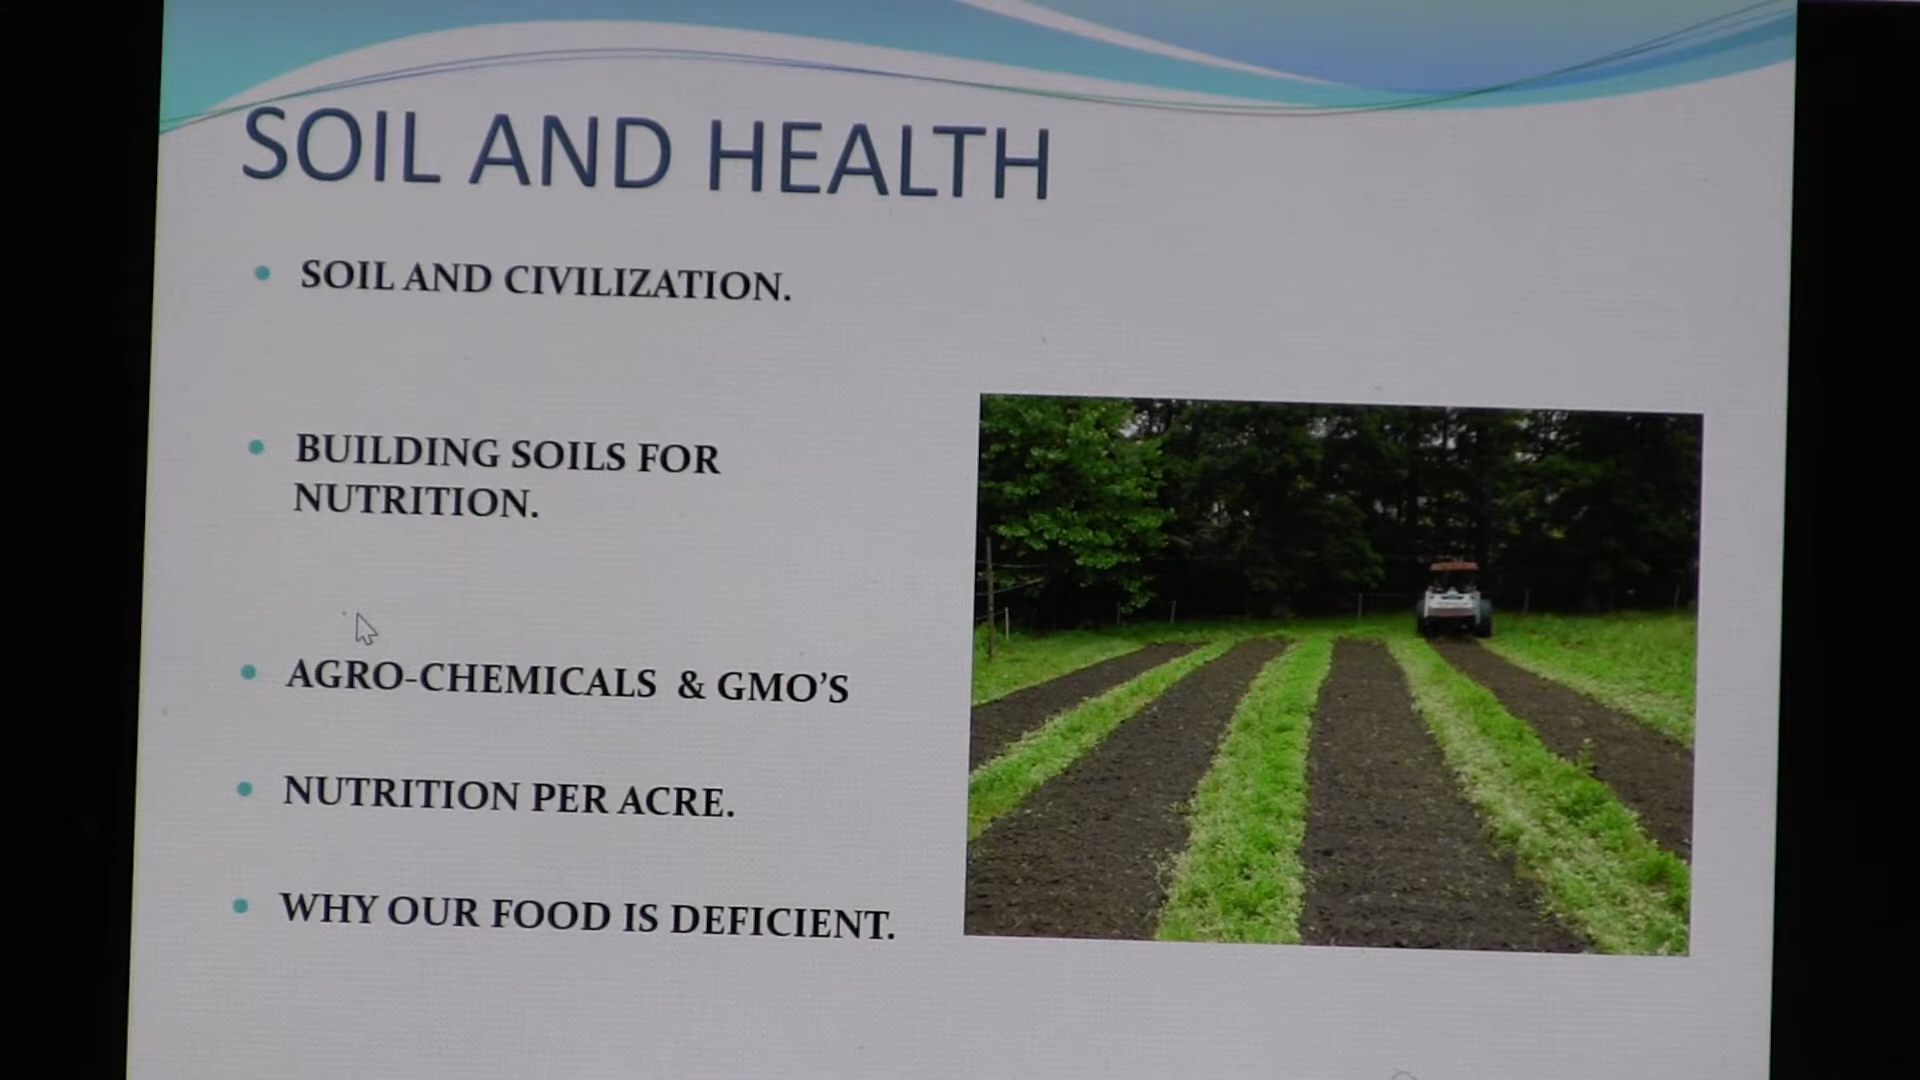 SOIL AND HEALTH
SOIL AND CIVILIZATION.
BUILDING SOILS FOR
NUTRITION.
AGRO-CHEMICALS & GMO'S
NUTRITION PER ACRE.
WHY OUR FOOD IS DEFICIENT.